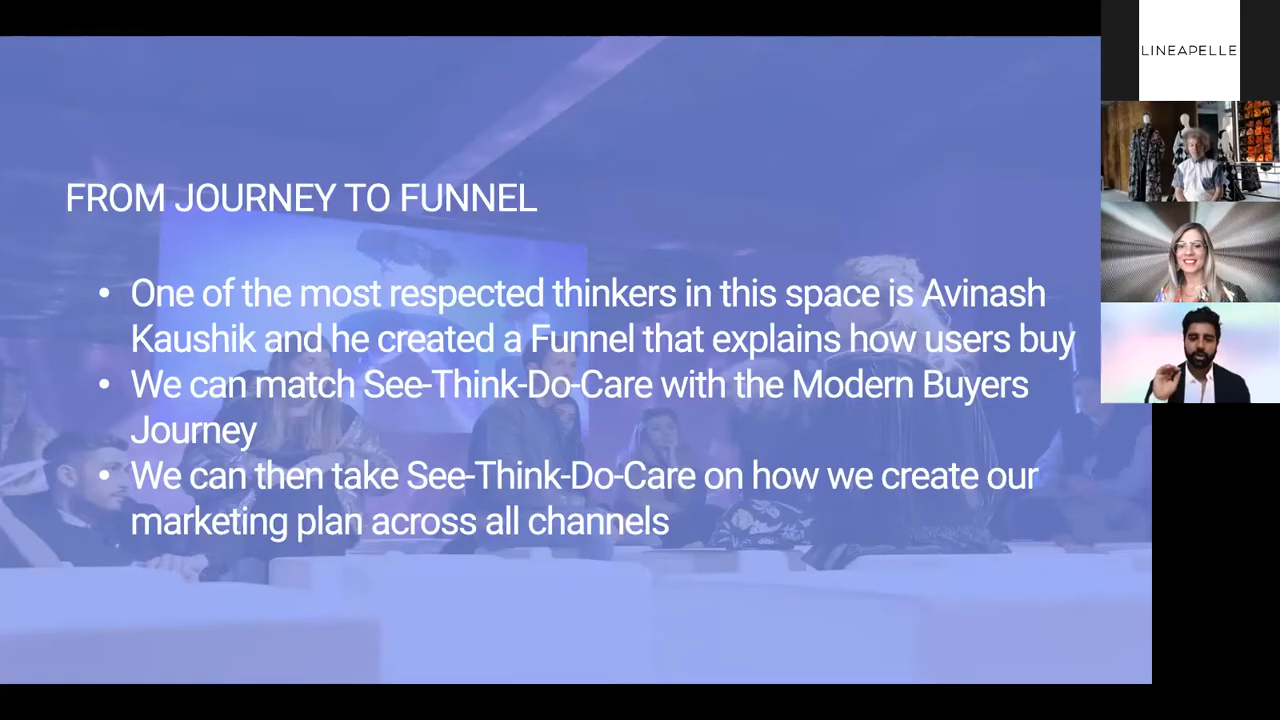 LINEAPELLE
FROM JOURNEY TO FUNNEL
• One of the most respected thinkers in this space is Avinash
Kaushik and he created a Funnel that explains how users buy
• We can match See-Think-Do-Care with the Modern Buyers
Journey
• We can then take See-Think-Do-Care on how we create our
marketing plan across all channels